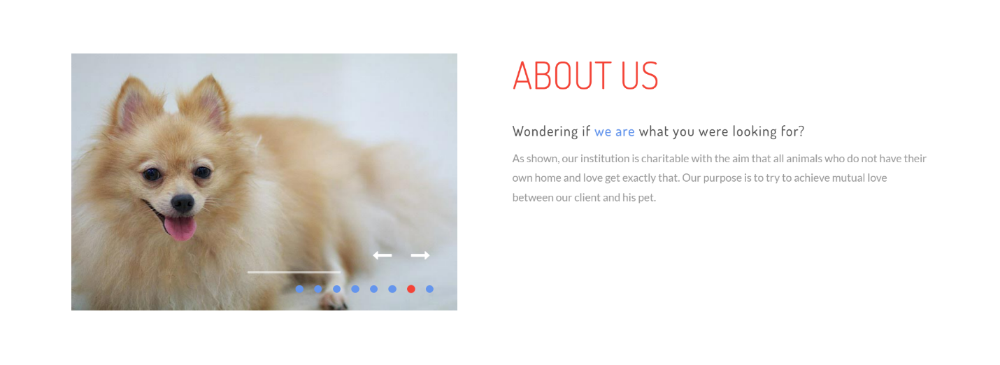 ABOUT US
Wondering if we are what you were looking for?
As shown, our institution is charitable with the aim that all animals who do not have their
own home and love get exactly that. Our purpose is to try to achieve mutual love
between our client and his pet.